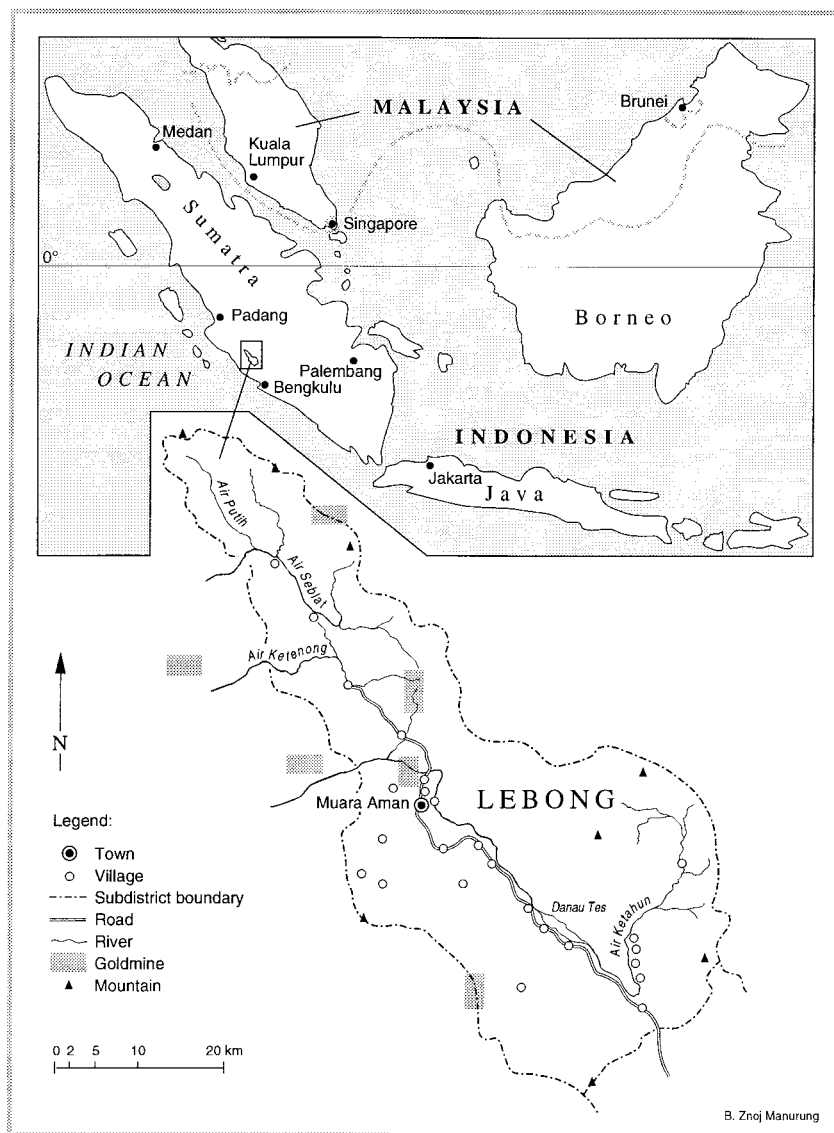 MALAYSIA
Brunei
Medan
Kuala
Lumpur
Sumatra
Singapore
0°
Padang
Borneo
INDIAN
OCEAN
Palembang
Bengkulu
INDONESIA
Jakarta
Java
Air Putih
Air Seblat
Air Ketenong
N
Muara Aman
LEBONG
Danau Tes
Air Ketahun
Legend:
Town
Village
Subdistrict boundary
Road
River
Goldmine
Mountain
0 2 5 10 20 km
B. Znoj Manurung